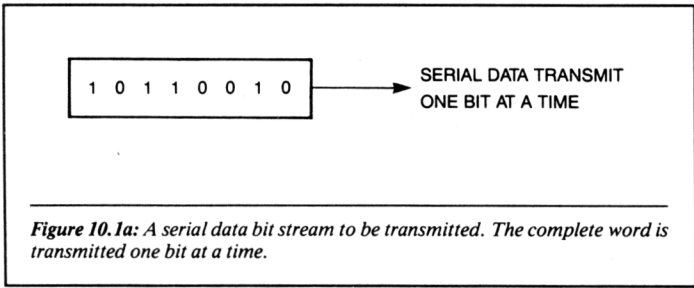 1 0 1 1 0 0 1 0
SERIAL DATA TRANSMIT
ONE BIT AT A TIME
Figure 10.1a: A serial data bit stream to be transmitted. The complete word is
transmitted one bit at a time.